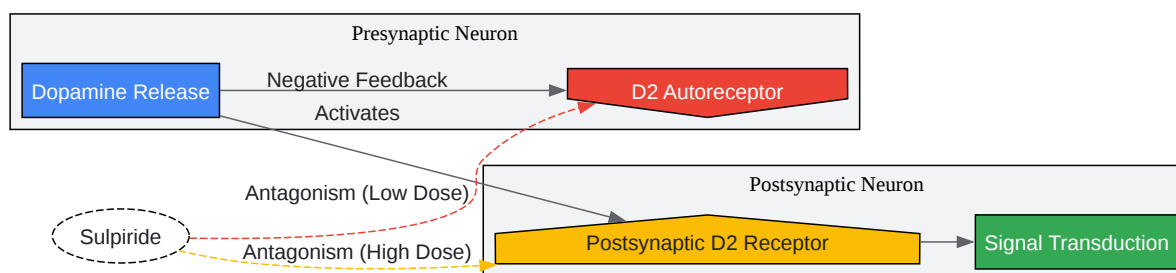 Presynaptic Neuron
Dopamine Release
Negative Feedback
D2 Autoreceptor
Activates
Antagonism (Low Dose)
Postsynaptic Neuron
Sulpiride
Antagonism (High Dose)
Postsynaptic D2 Receptor
Signal Transduction